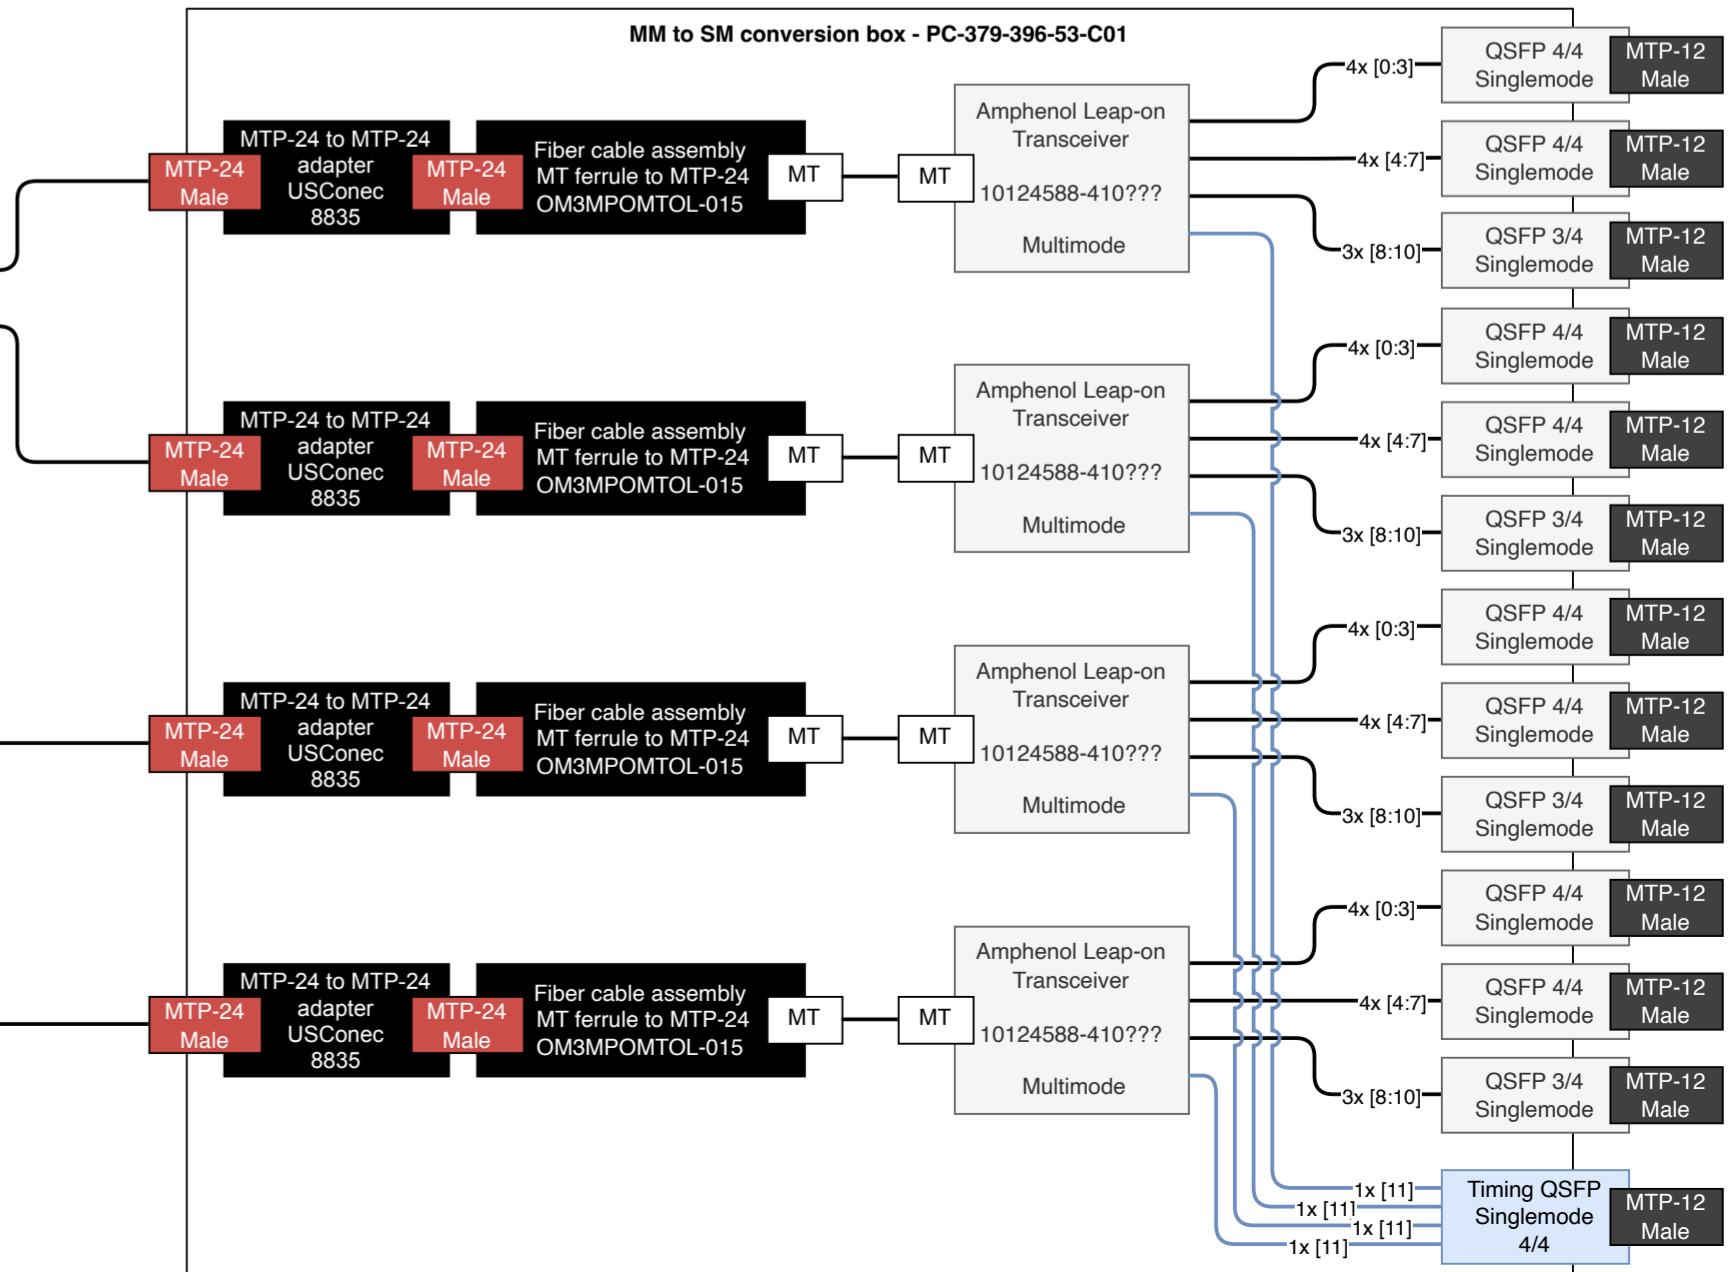 MM to SM conversion box - PC-379-396-53-C01
MTP-24
Male
MTP-24 to MTP-24
adapter
USConec
8835
MTP-24
Male
Fiber cable assembly
MT ferrule to MTP-24
OM3MPOMTOL-015
MT
MT
Amphenol Leap-on
Transceiver
10124588-410???
Multimode
4x [0:3]
QSFP 4/4
Singlemode
MTP-12
Male
4x [4:7]
QSFP 4/4
Singlemode
MTP-12
Male
3x [8:10]
QSFP 3/4
Singlemode
MTP-12
Male
MTP-24
Male
MTP-24 to MTP-24
adapter
USConec
8835
MTP-24
Male
Fiber cable assembly
MT ferrule to MTP-24
OM3MPOMTOL-015
MT
MT
Amphenol Leap-on
Transceiver
10124588-410???
Multimode
4x [0:3]
QSFP 4/4
Singlemode
MTP-12
Male
4x [4:7]
QSFP 4/4
Singlemode
MTP-12
Male
3x [8:10]
QSFP 3/4
Singlemode
MTP-12
Male
MTP-24
Male
MTP-24 to MTP-24
adapter
USConec
8835
MTP-24
Male
Fiber cable assembly
MT ferrule to MTP-24
OM3MPOMTOL-015
MT
MT
Amphenol Leap-on
Transceiver
10124588-410???
Multimode
4x [0:3]
QSFP 4/4
Singlemode
MTP-12
Male
4x [4:7]
QSFP 4/4
Singlemode
MTP-12
Male
3x [8:10]
QSFP 3/4
Singlemode
MTP-12
Male
MTP-24
Male
MTP-24 to MTP-24
adapter
USConec
8835
MTP-24
Male
Fiber cable assembly
MT ferrule to MTP-24
OM3MPOMTOL-015
MT
MT
Amphenol Leap-on
Transceiver
10124588-410???
Multimode
4x [0:3]
QSFP 4/4
Singlemode
MTP-12
Male
4x [4:7]
QSFP 4/4
Singlemode
MTP-12
Male
3x [8:10]
QSFP 3/4
Singlemode
MTP-12
Male
1x [11]
1x [11]
1x [11]
1x [11]
Timing QSFP
Singlemode
4/4
MTP-12
Male